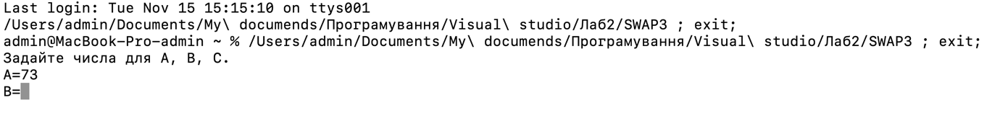 Last login: Tue Nov 15 15:15:10 on ttys001
/Users/admin/Documents/My\ documends/Програмування/Visual\ studio/Лаб2/SWAP3 ; exit;
admin@MacBook-Pro-admin ~ % /Users/admin/Documents/My\ documends/Програмування/Visual\ studio/Лаб2/SWAP3 ; exit;
Задайте числа для A, B, C.
A=73
B=